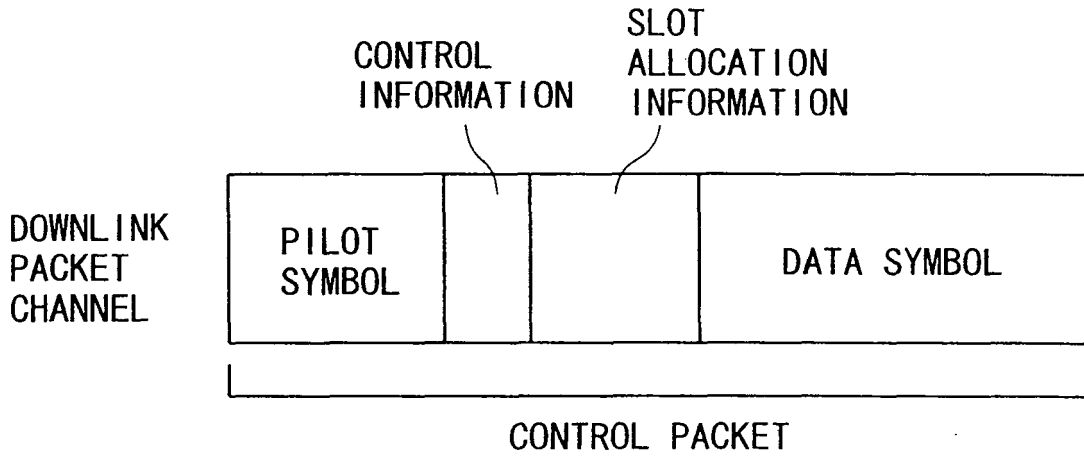 CONTROL
INFORMATION
SLOT
ALLOCATION
INFORMATION
DOWNLINK
PACKET
CHANNEL
PILOT
SYMBOL
DATA SYMBOL
CONTROL PACKET